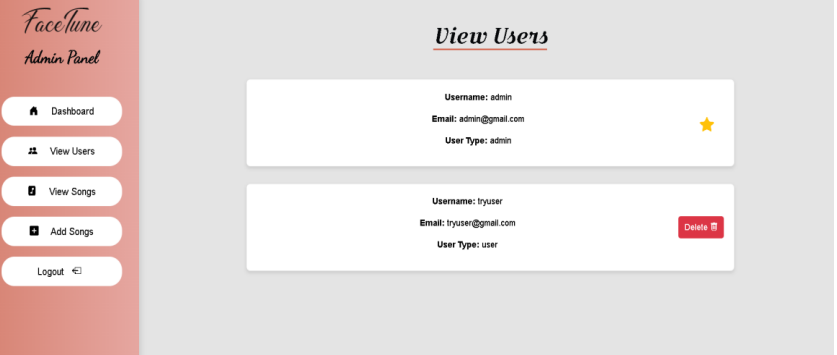 FaceTune
Admin Panel
Dashboard
View Users
View Songs
Add Songs
Logout
View Users
Username: admin
Email: admin@gmail.com
User Type: admin
Username: tryuser
Email: tryuser@gmail.com
User Type: user
Delete